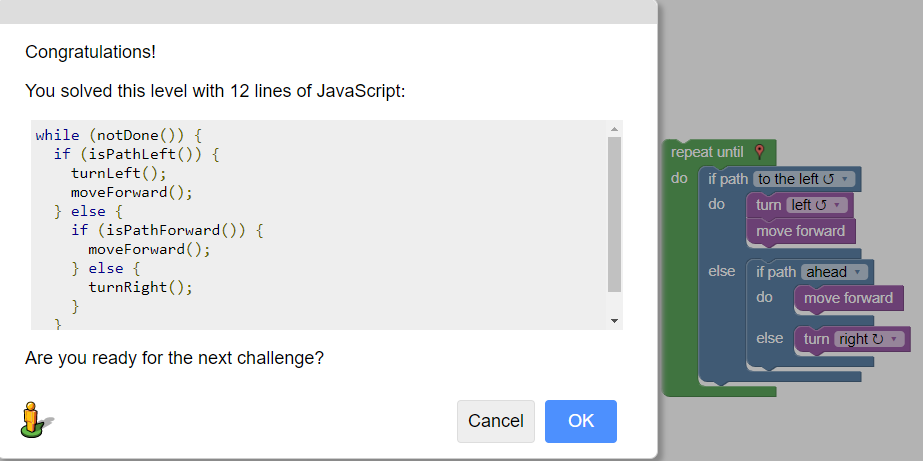 Congratulations!
You solved this level with 12 lines of JavaScript:
while (notDone()) {
  if (isPathLeft()) {
    turnLeft();
    moveForward();
  } else {
    if (isPathForward()) {
      moveForward();
    } else {
      turnRight();
    }
  }
Are you ready for the next challenge?
Cancel OK
repeat until
do if path to the left ↺ ▾
do turn left ↺ ▾
move forward
else if path ahead ▾
do move forward
else turn right ↻ ▾